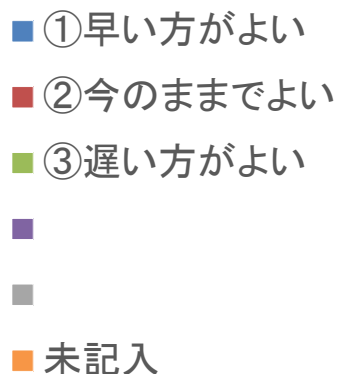 ①早い方がよい
②今のままでよい
③遅い方がよい
未記入